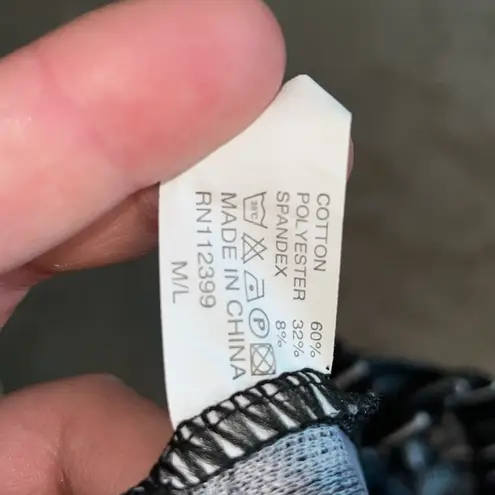 COTTON 60%
POLYESTER 32%
SPANDEX 8%
P
MADE IN CHINA
RN112399
M/L